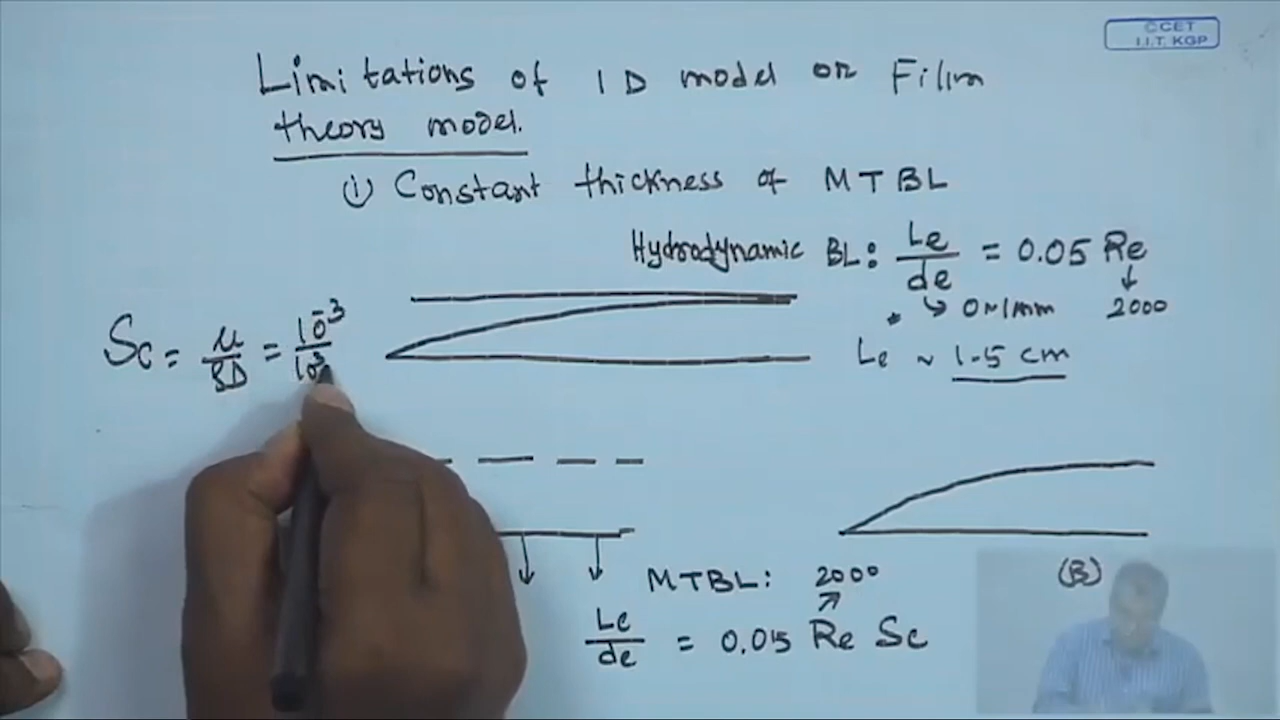 ©CET
I.I.T. KGP
Limitations of 1D model or Film
theory model.
(i) Constant thickness of MTBL
Hydrodynamic BL: Le/de = 0.05 Re
↳ 0~1mm ↓ 2000
Le ~ 1.5 cm
Sc = μ/ρD = 10⁻³/10³
MTBL: 2000
Le/de = 0.05 Re Sc
(B)